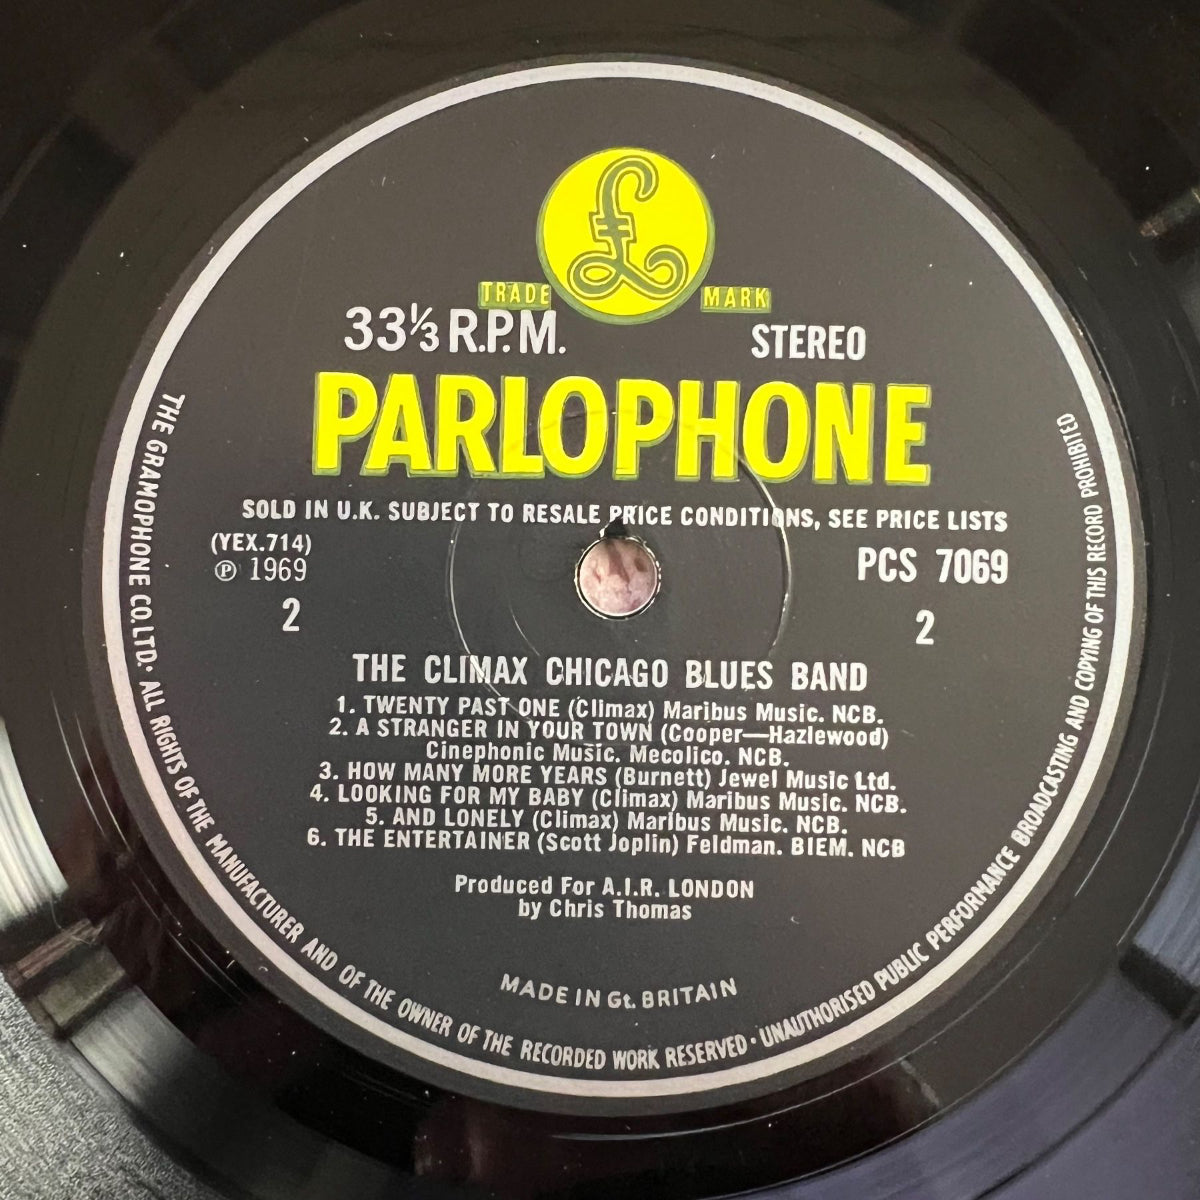 £
TRADE MARK
33⅓ R.P.M. STEREO
PARLOPHONE
SOLD IN U.K. SUBJECT TO RESALE PRICE CONDITIONS, SEE PRICE LISTS
(YEX.714)
℗ 1969 PCS 7069
2 2
THE CLIMAX CHICAGO BLUES BAND
1. TWENTY PAST ONE (Climax) Maribus Music. NCB.
2. A STRANGER IN YOUR TOWN (Cooper—Hazlewood)
Cinephonic Music. Mecolico. NCB.
3. HOW MANY MORE YEARS (Burnett) Jewel Music Ltd.
4. LOOKING FOR MY BABY (Climax) Maribus Music. NCB.
5. AND LONELY (Climax) Maribus Music. NCB.
6. THE ENTERTAINER (Scott Joplin) Feldman. BIEM. NCB
Produced For A.I.R. LONDON
by Chris Thomas
MADE IN Gt. BRITAIN
THE GRAMOPHONE CO. LTD. · ALL RIGHTS OF THE MANUFACTURER AND OF THE OWNER OF THE RECORDED WORK RESERVED · UNAUTHORISED PUBLIC PERFORMANCE BROADCASTING AND COPYING OF THIS RECORD PROHIBITED